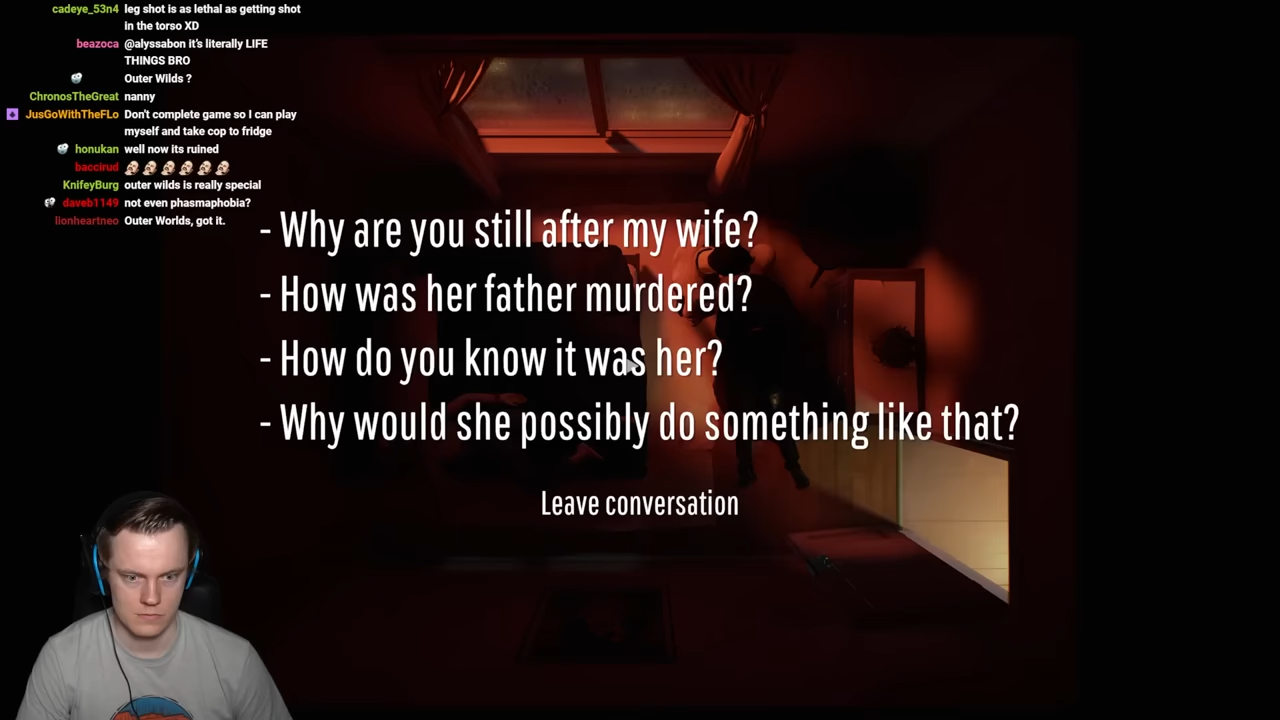 cadeye_53n4 leg shot is as lethal as getting shot
in the torso XD
beazoca @alyssabon it's literally LIFE
THINGS BRO
Outer Wilds ?
ChronosTheGreat nanny
JusGoWithTheFLo Don't complete game so I can play
myself and take cop to fridge
honukan well now its ruined
baccirud
KnifeyBurg outer wilds is really special
daveb1149 not even phasmaphobia?
lionheartneo Outer Worlds, got it.
- Why are you still after my wife?
- How was her father murdered?
- How do you know it was her?
- Why would she possibly do something like that?
Leave conversation